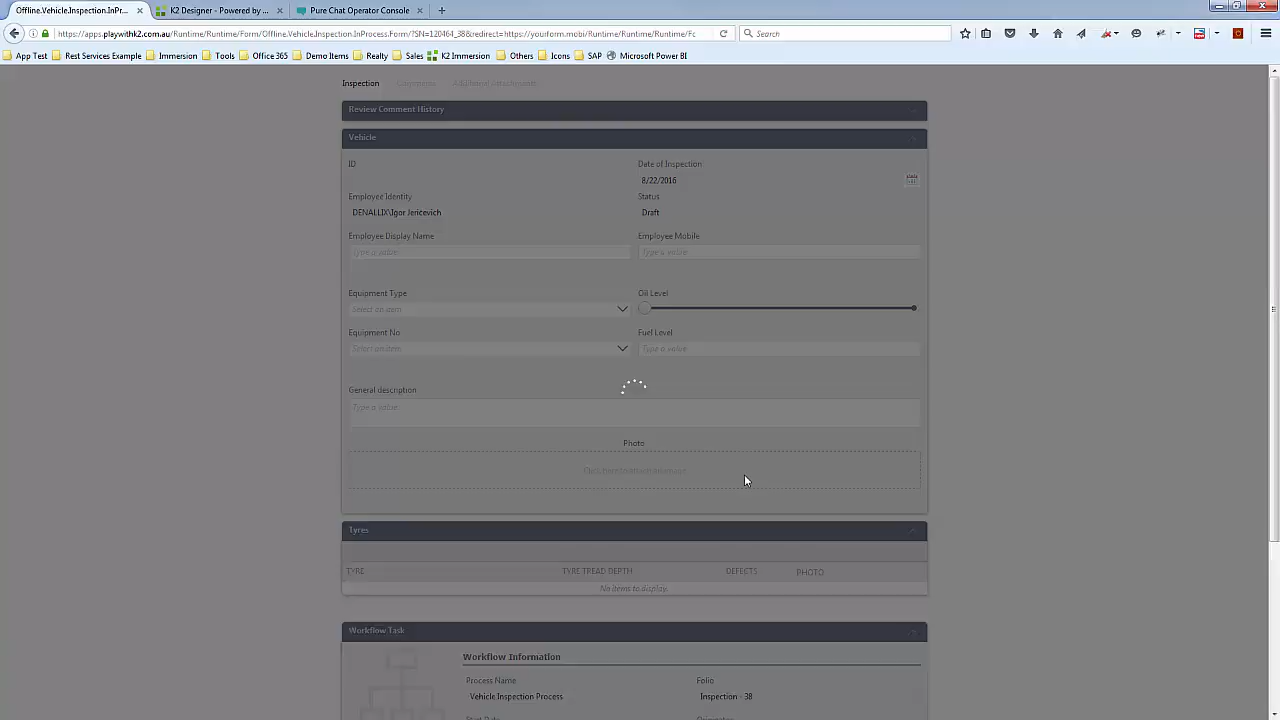 Offline.Vehicle.Inspection.InPr...
K2 Designer - Powered by ...
Pure Chat Operator Console
https://apps.playwithk2.com.au/Runtime/Runtime/Form/Offline.Vehicle.Inspection.InProcess.Form/?SN=120464_38&redirect=https://yourform.mobi/Runtime/Runtime/Runtime/Fc
Search
App Test
Rest Services Example
Immersion
Tools
Office 365
Demo Items
Realty
Sales
K2 Immersion
Others
Icons
SAP
Microsoft Power BI
Inspection
Additional Attachments
Review Comment History
Vehicle
ID
Date of Inspection
8/22/2016
Employee Identity
Status
DENALLIX\Igor Jericevich
Draft
Employee Display Name
Employee Mobile
Type a value
Type a value
Equipment Type
Oil Level
Select an item
Equipment No
Fuel Level
Select an item
Type a value
General description
Type a value
Photo
Tyres
TYRE
TYRE TREAD DEPTH
DEFECTS
PHOTO
No items to display.
Workflow Task
Workflow Information
Process Name
Folio
Vehicle Inspection Process
Inspection - 38